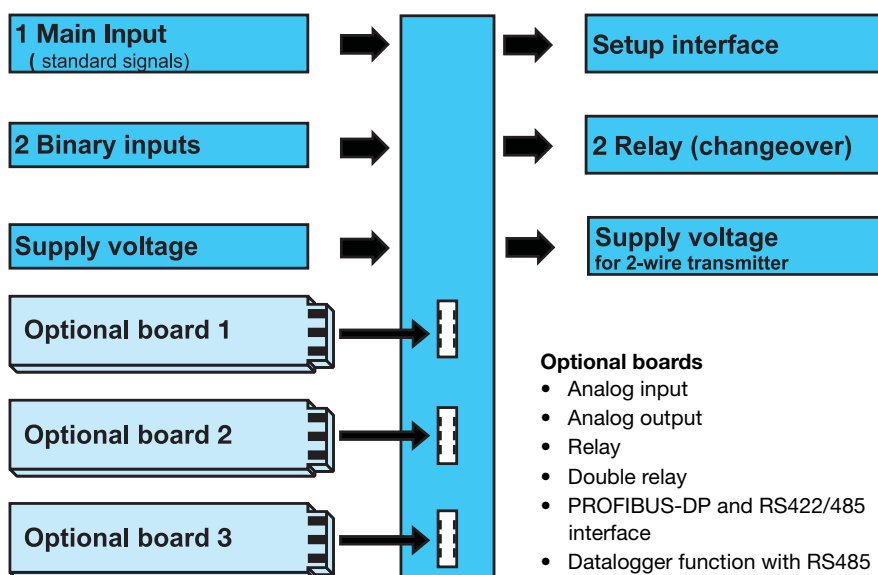 1 Main Input
( standard signals)
Setup interface
2 Binary inputs
2 Relay (changeover)
Supply voltage
Supply voltage
for 2-wire transmitter
Optional board 1
Optional board 2
Optional board 3
Optional boards
• Analog input
• Analog output
• Relay
• Double relay
• PROFIBUS-DP and RS422/485
interface
• Datalogger function with RS485